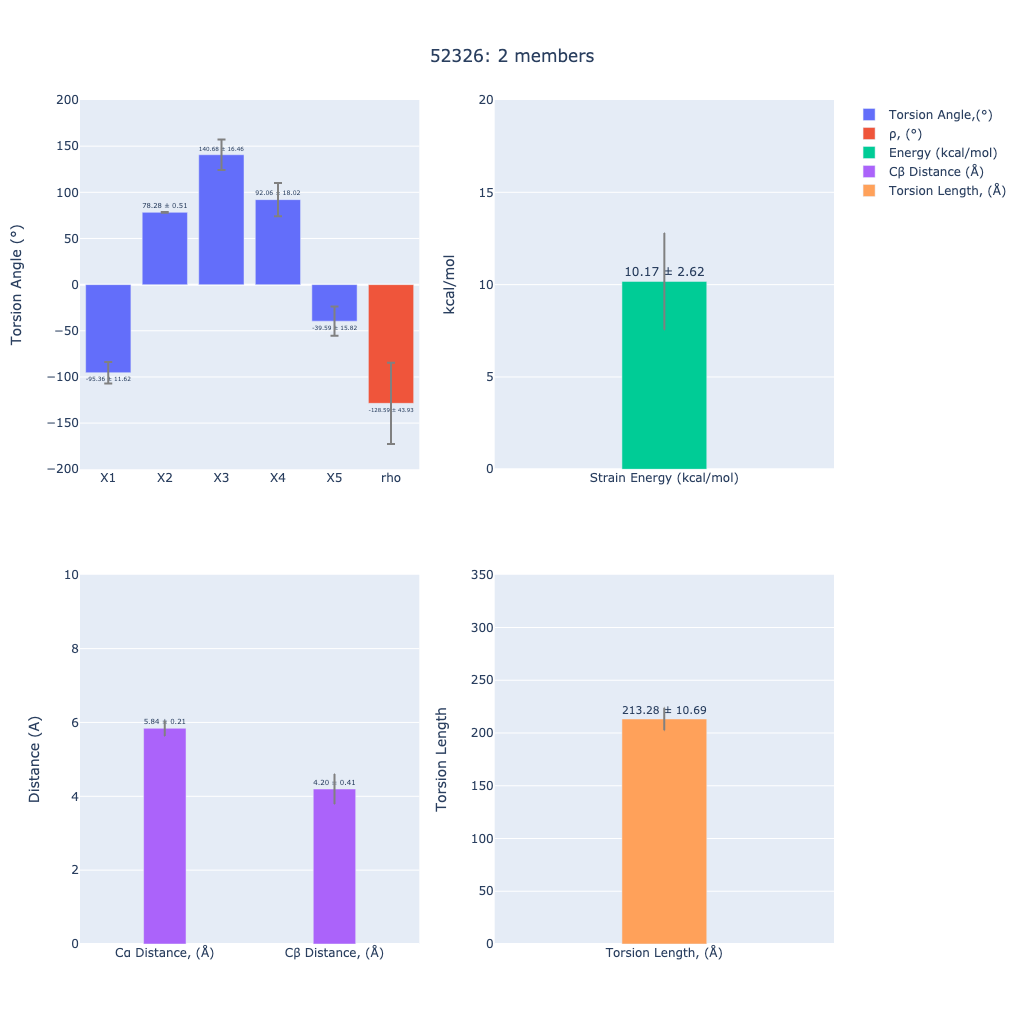 52326: 2 members
Torsion Angle (°)
200
150
100
50
0
−50
−100
−150
−200
-95.36 ± 11.62
78.28 ± 0.51
140.68 ± 16.46
92.06 ± 18.02
-39.59 ± 15.82
-128.59 ± 43.93
X1 X2 X3 X4 X5 rho
kcal/mol
20
15
10
5
0
10.17 ± 2.62
Strain Energy (kcal/mol)
Torsion Angle,(°)
ρ, (°)
Energy (kcal/mol)
Cβ Distance (Å)
Torsion Length, (Å)
Distance (A)
10
8
6
4
2
0
5.84 ± 0.21
4.20 ± 0.41
Cα Distance, (Å) Cβ Distance, (Å)
Torsion Length
350
300
250
200
150
100
50
0
213.28 ± 10.69
Torsion Length, (Å)